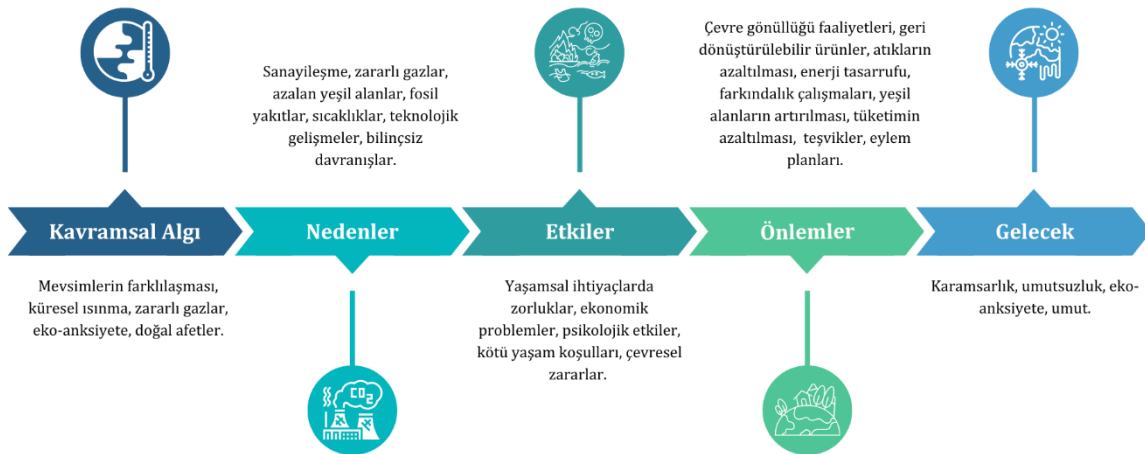 Kavramsal Algı
Mevsimlerin farklılaşması,
küresel ısınma, zararlı gazlar,
eko-anksiyete, doğal afetler.
Sanayileşme, zararlı gazlar,
azalan yeşil alanlar, fosil
yakıtlar, sıcaklıklar, teknolojik
gelişmeler, bilinçsiz
davranışlar.
Nedenler
CO2
Etkiler
Yaşamsal ihtiyaçlarda
zorluklar, ekonomik
problemler, psikolojik etkiler,
kötü yaşam koşulları, çevresel
zararlar.
Çevre gönüllüğü faaliyetleri, geri
dönüştürülebilir ürünler, atıkların
azaltılması, enerji tasarrufu,
farkındalık çalışmaları, yeşil
alanların artırılması, tüketimin
azaltılması, teşvikler, eylem
planları.
Önlemler
Gelecek
Karamsarlık, umutsuzluk, eko-
anksiyete, umut.